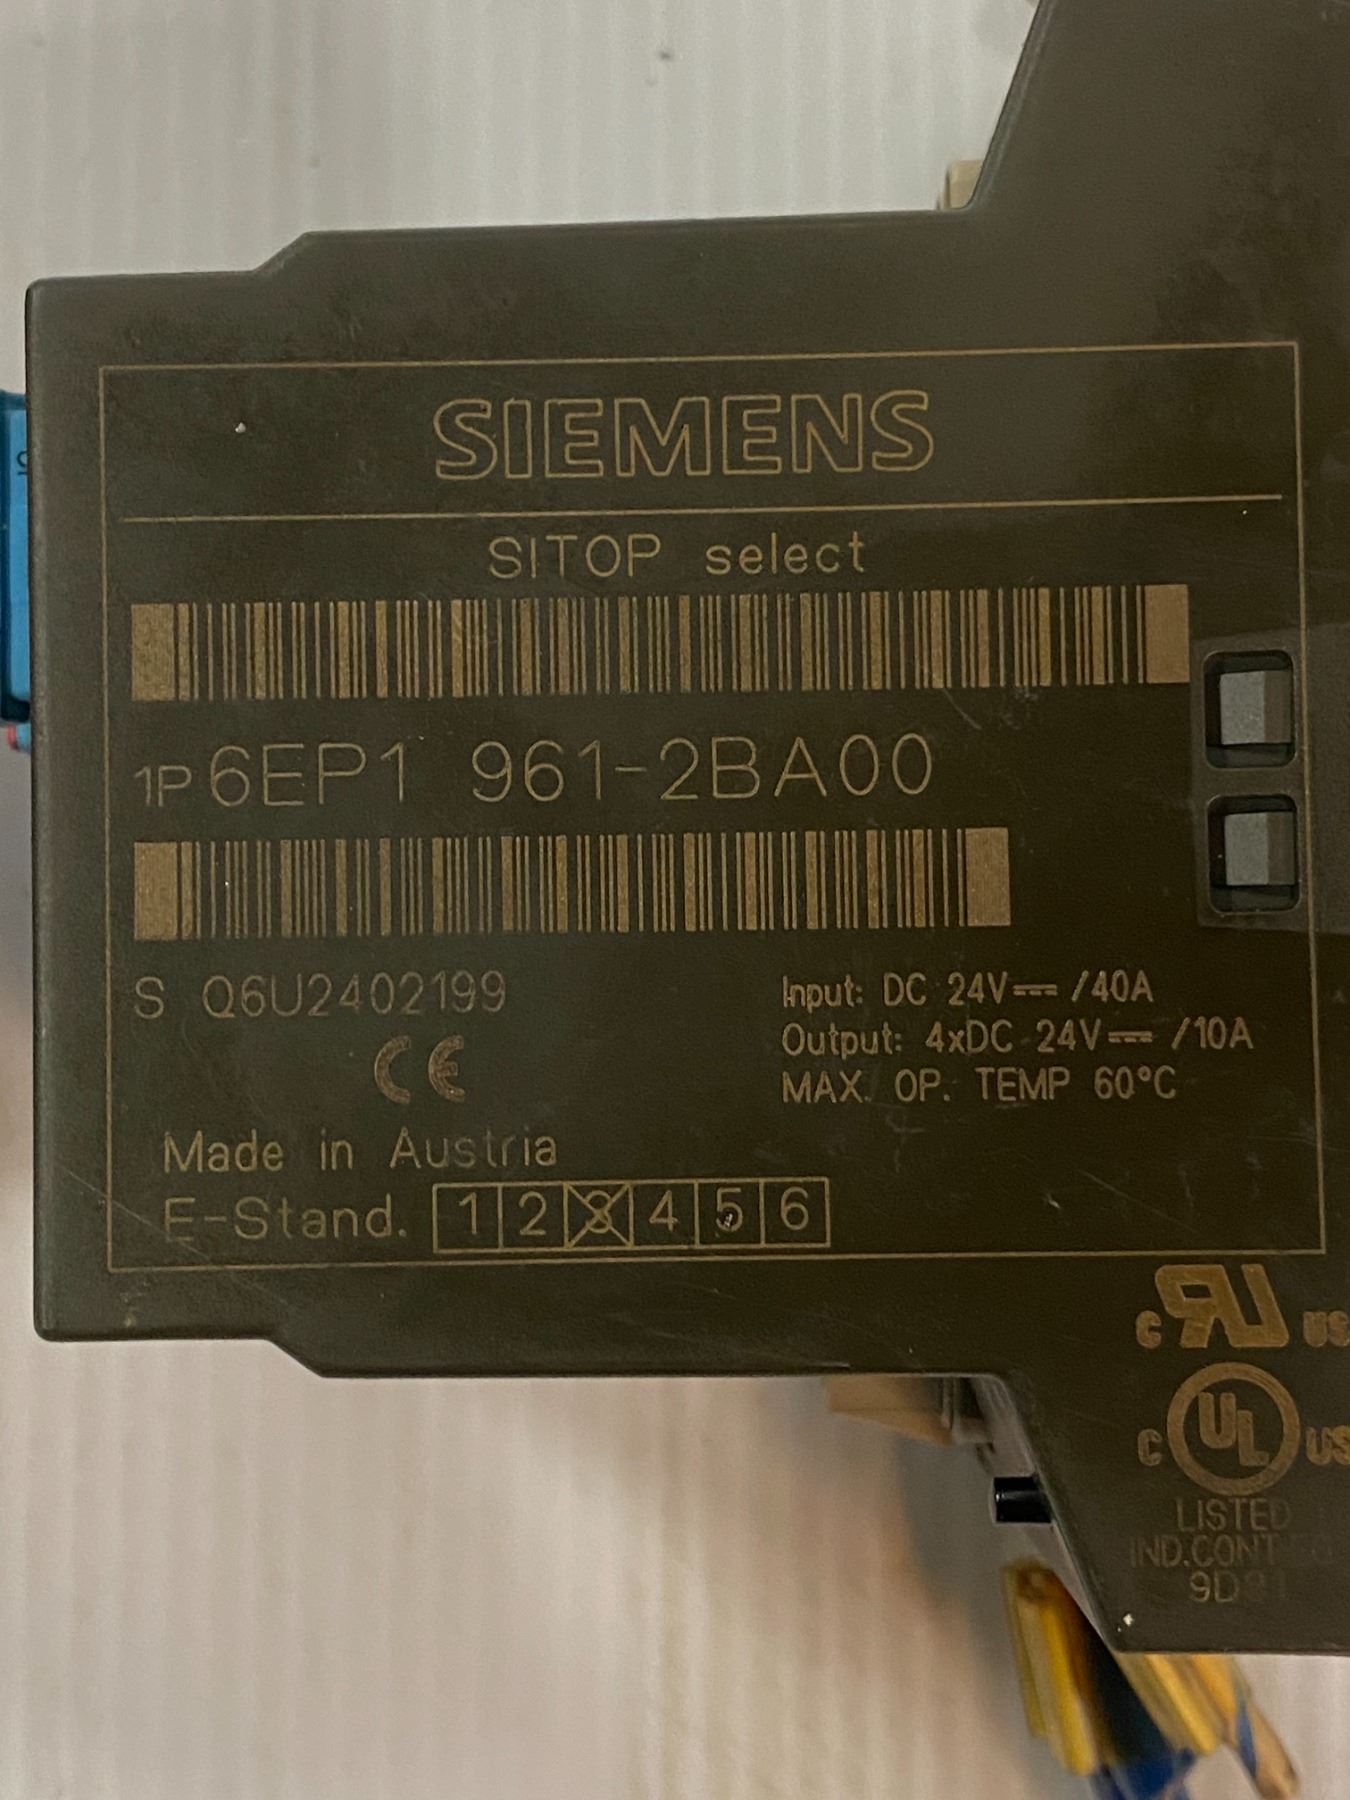 SIEMENS
SITOP select
1P 6EP1 961-2BA00
S Q6U2402199
Input: DC 24V⎓/40A
Output: 4xDC 24V⎓/10A
MAX. OP. TEMP 60°C
CE
Made in Austria
E-Stand. 1 2 3 4 5 6
C RU US
C UL US
LISTED